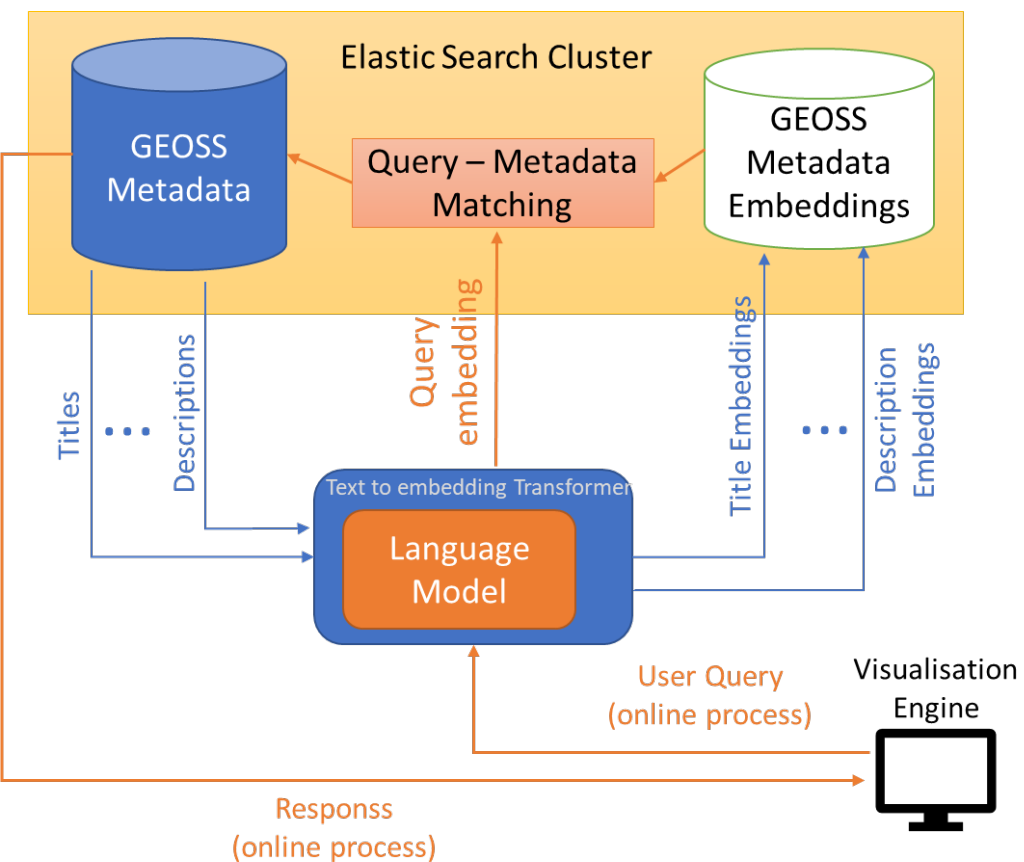 Elastic Search Cluster
GEOSS
Metadata
Query – Metadata
Matching
GEOSS
Metadata
Embeddings
Titles
...
Descriptions
Query
embedding
Title Embeddings
...
Description
Embeddings
Text to embedding Transformer
Language
Model
User Query
(online process)
Visualisation
Engine
Responss
(online process)